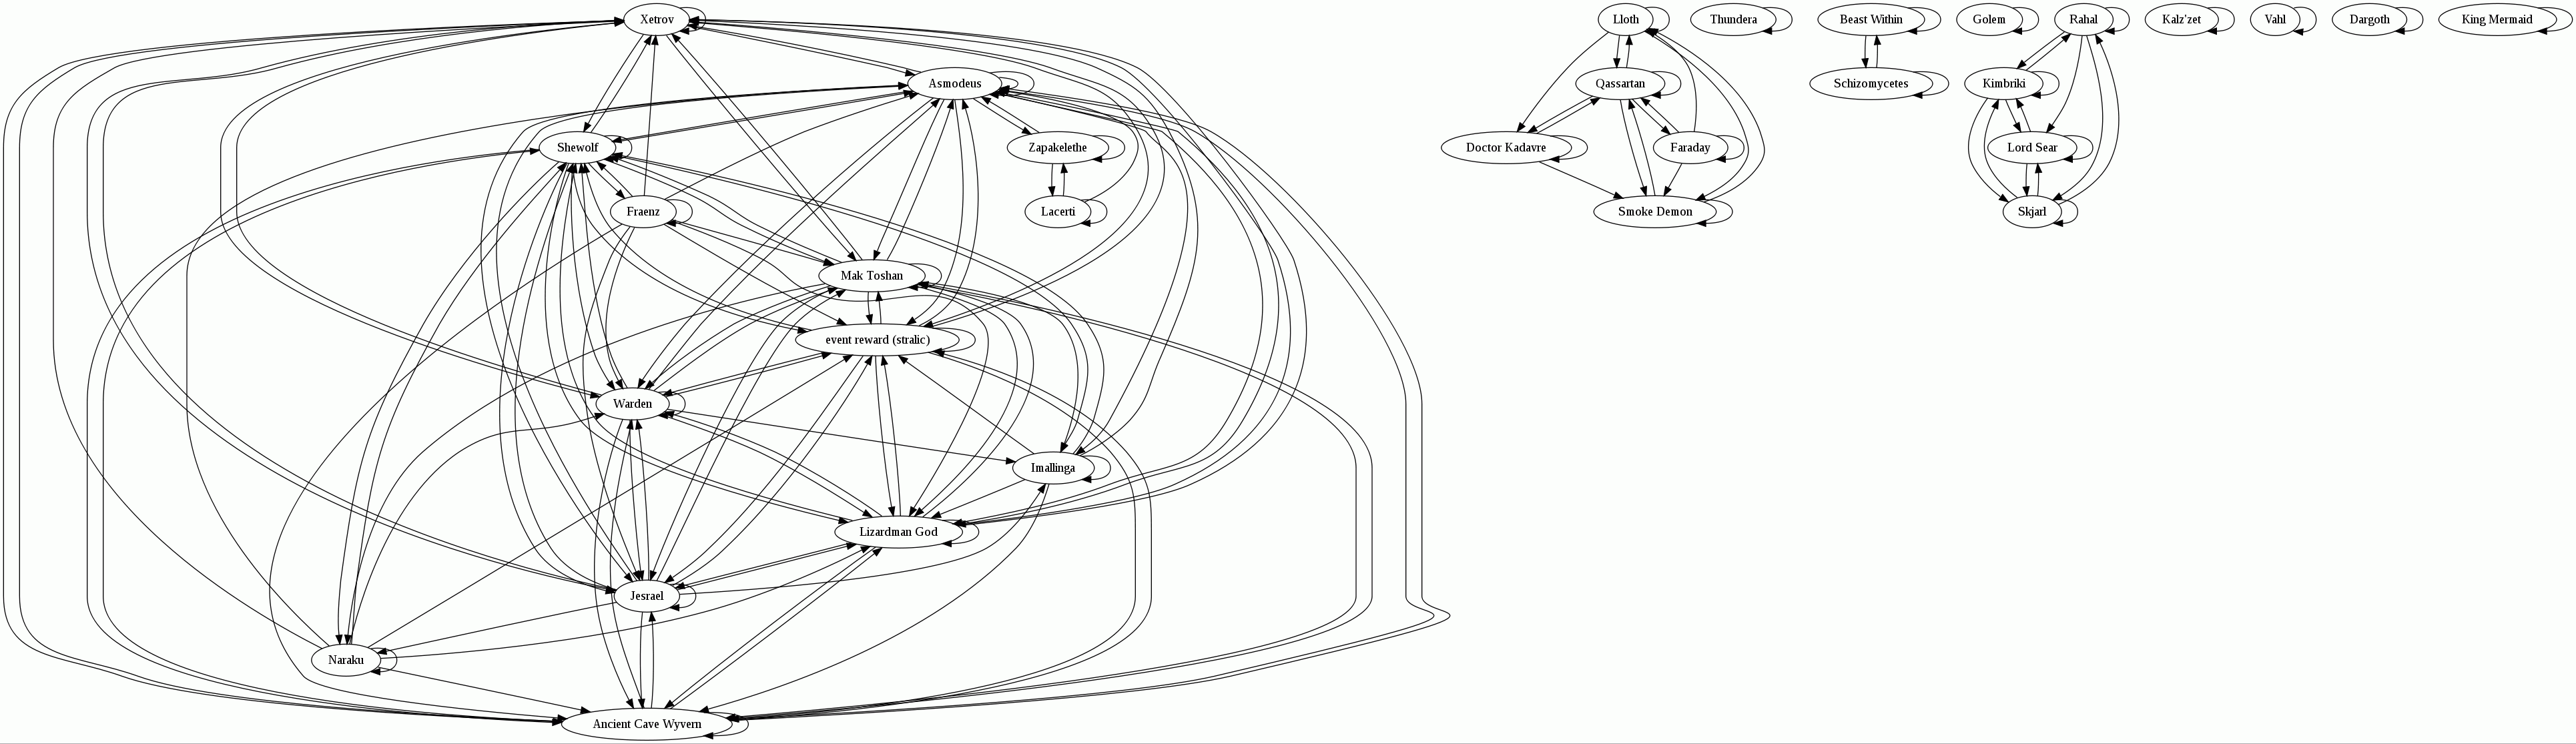 Xetrov
Lloth
Thundera
Beast Within
Golem
Rahal
Kalz'zet
Vahl
Dargoth
King Mermaid
Asmodeus
Qassartan
Schizomycetes
Kimbriki
Shewolf
Zapakelethe
Doctor Kadavre
Faraday
Lord Sear
Fraenz
Lacerti
Smoke Demon
Skjarl
Mak Toshan
event reward (stralic)
Warden
Imallinga
Lizardman God
Jesrael
Naraku
Ancient Cave Wyvern